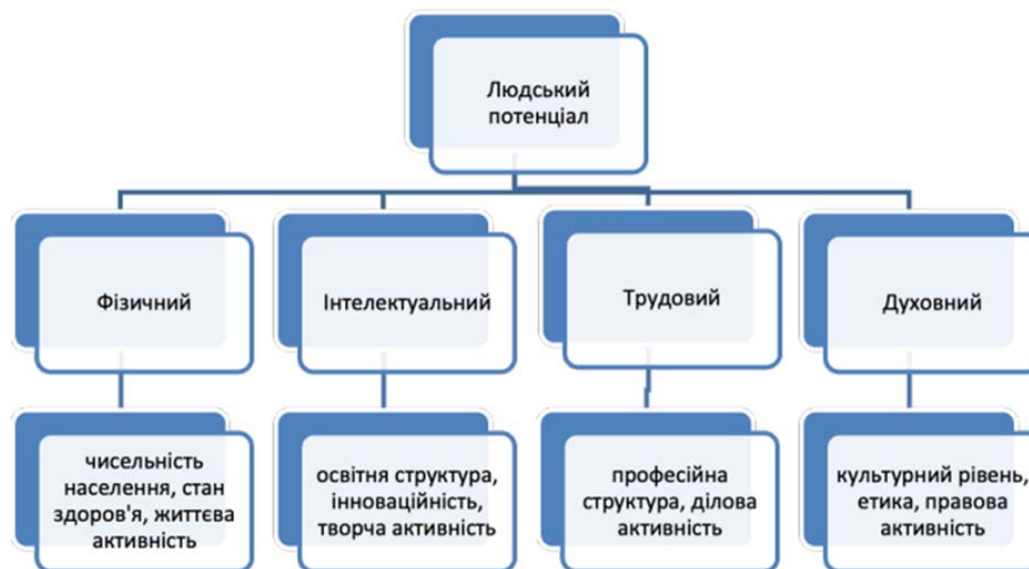 Людський
потенціал
Фізичний
Інтелектуальний
Трудовий
Духовний
чисельність
населення, стан
здоров'я, життєва
активність
освітня структура,
інноваційність,
творча активність
професійна
структура, ділова
активність
культурний рівень,
етика, правова
активність